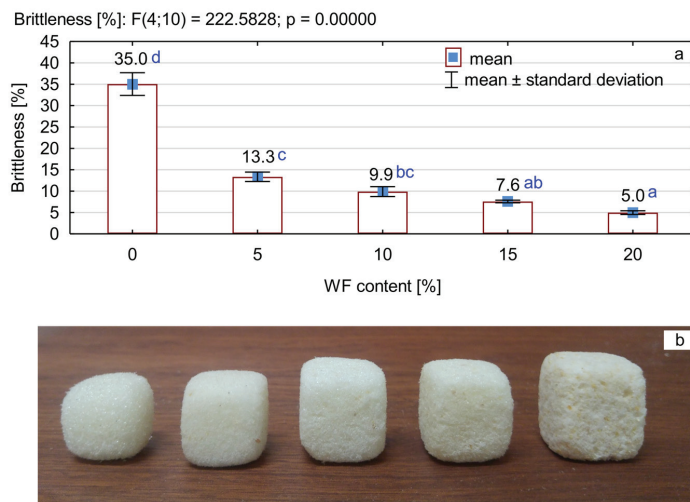 Brittleness [%]: F(4;10) = 222.5828; p = 0.00000
a
mean
mean ± standard deviation
Brittleness [%]
45
40
35
30
25
20
15
10
5
0
35.0 d
13.3 c
9.9 bc
7.6 ab
5.0 a
0 5 10 15 20
WF content [%]
b